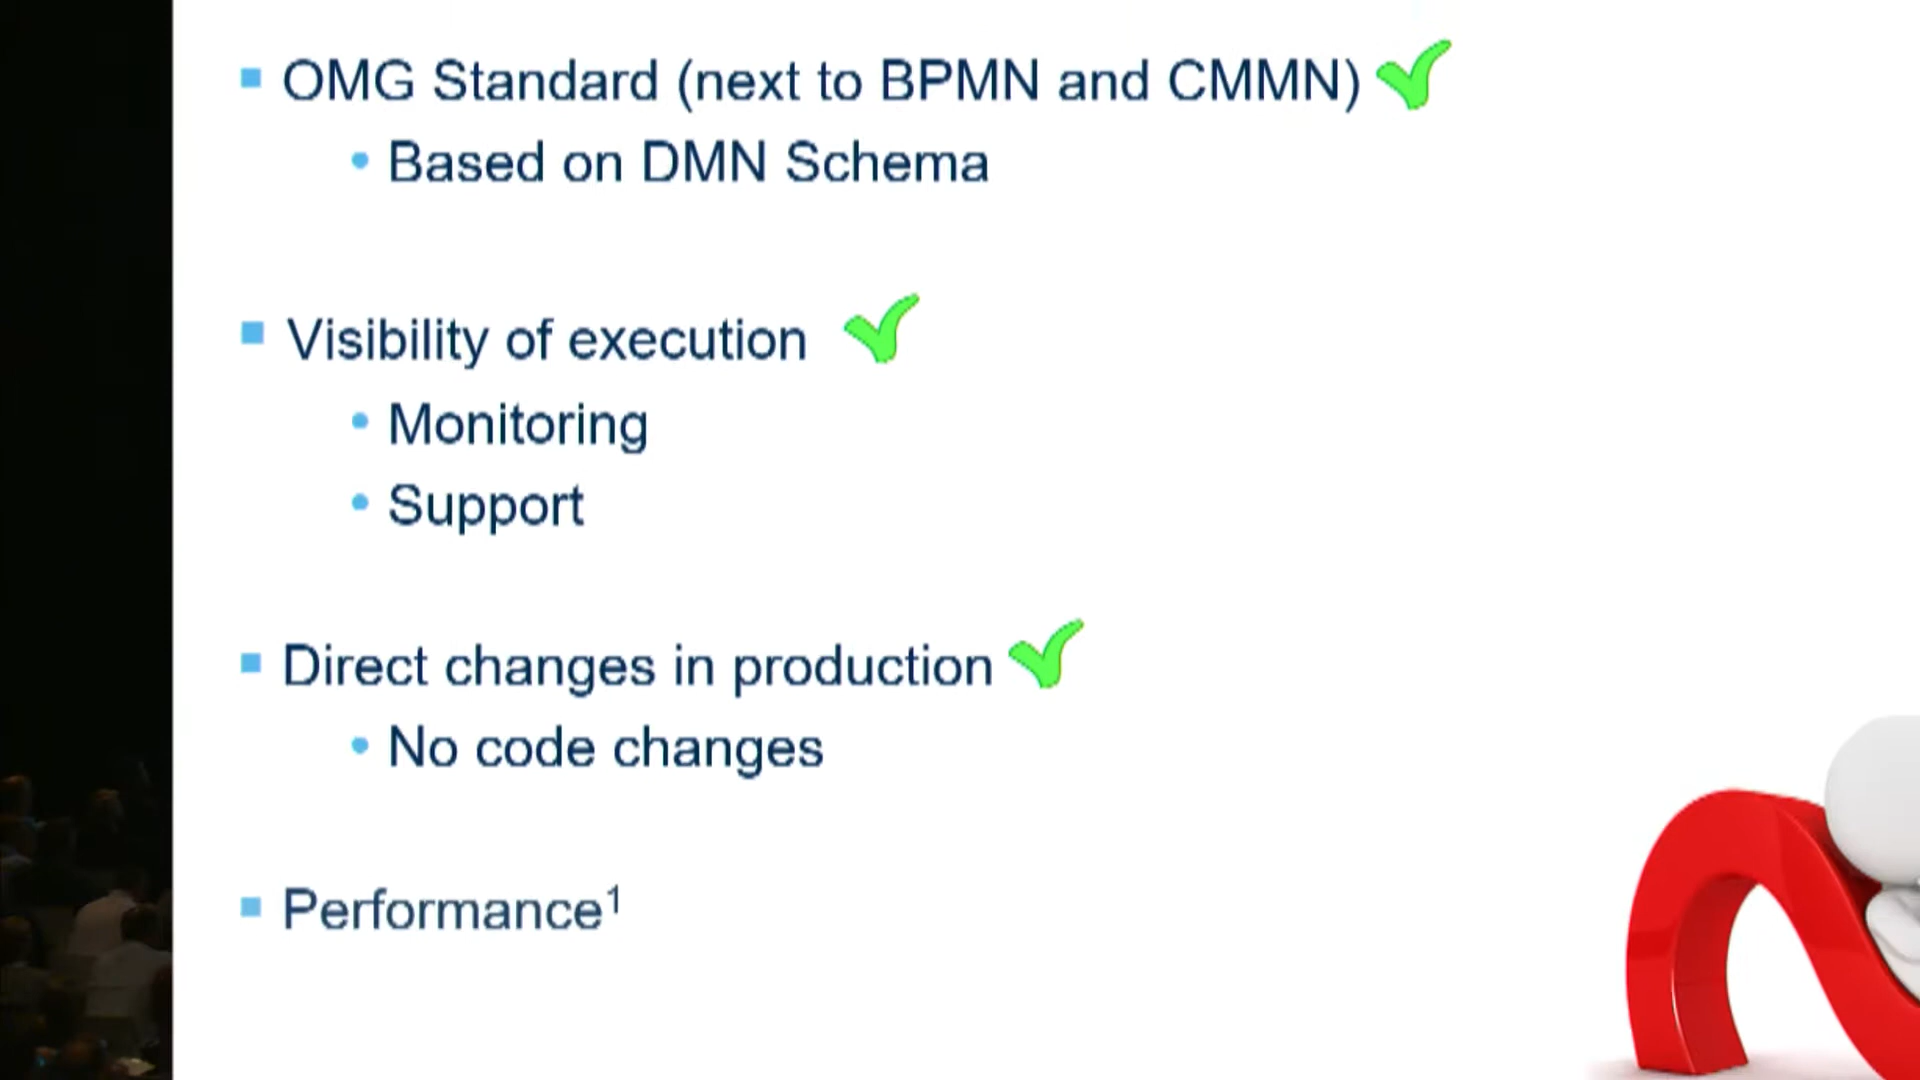 OMG Standard (next to BPMN and CMMN)
Based on DMN Schema
Visibility of execution
Monitoring
Support
Direct changes in production
No code changes
Performance¹